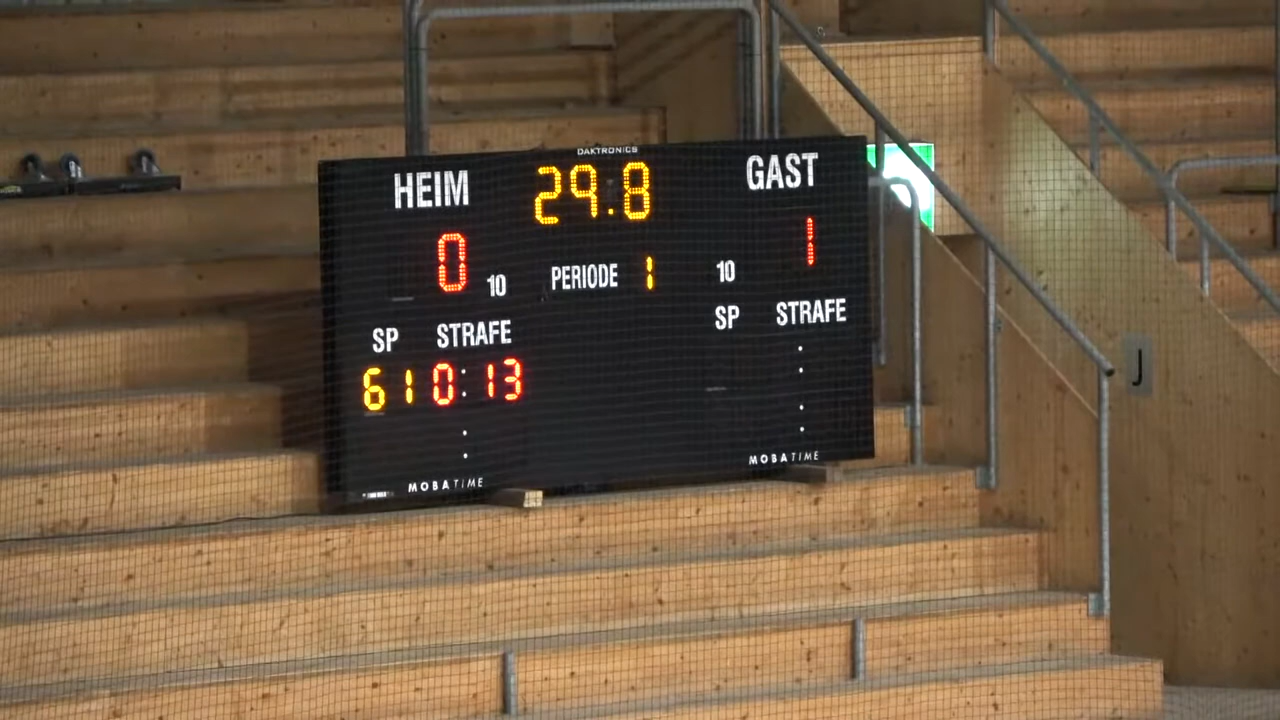 DAKTRONICS
HEIM 29.8 GAST
0 10 PERIODE 1 10 1
SP STRAFE SP STRAFE
61 0:13
MOBATIME MOBATIME
J